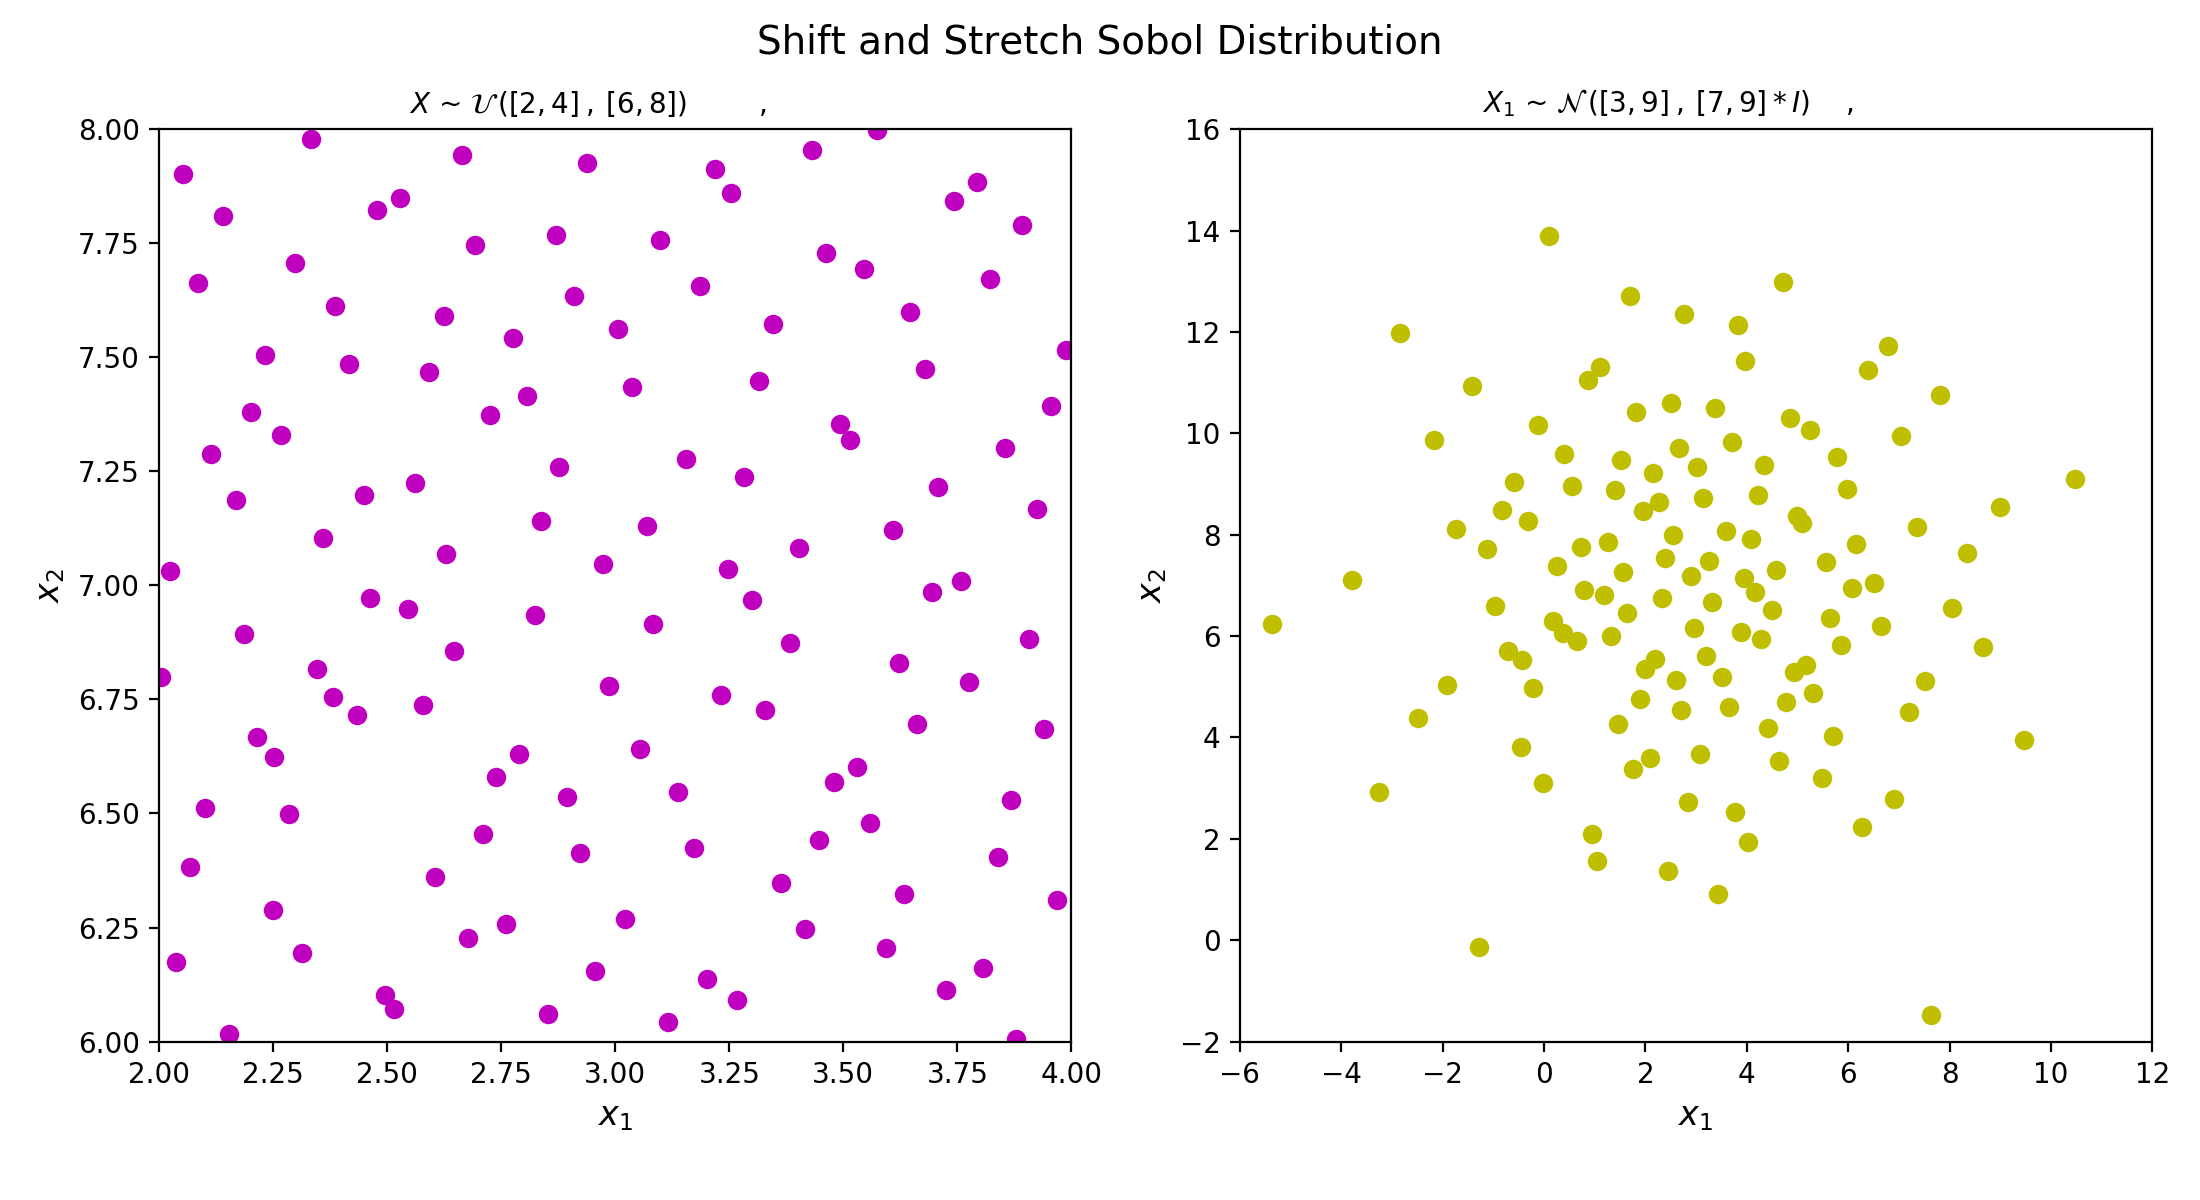 Shift and Stretch Sobol Distribution
X ~ 𝒰([2, 4] , [6, 8]) ,
8.00
7.75
7.50
7.25
7.00
6.75
6.50
6.25
6.00
x₂
2.00 2.25 2.50 2.75 3.00 3.25 3.50 3.75 4.00
x₁
X₁ ~ 𝒩([3, 9] , [7, 9] * I) ,
16
14
12
10
8
6
4
2
0
−2
x₂
−6 −4 −2 0 2 4 6 8 10 12
x₁